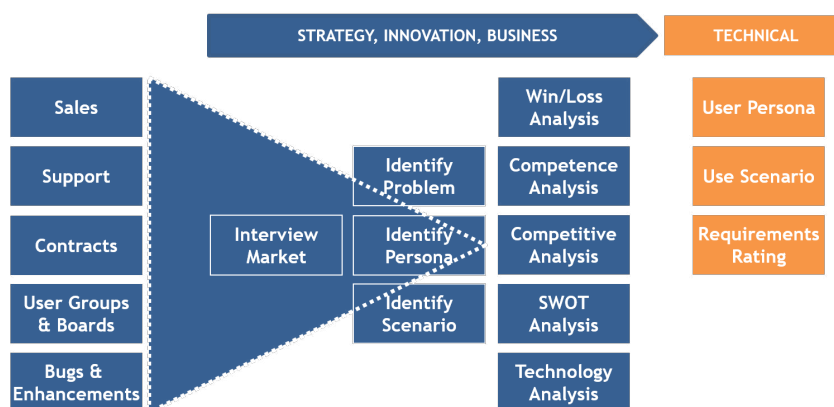 STRATEGY, INNOVATION, BUSINESS
TECHNICAL
Sales
Support
Contracts
User Groups
& Boards
Bugs &
Enhancements
Interview
Market
Identify
Problem
Identify
Persona
Identify
Scenario
Win/Loss
Analysis
Competence
Analysis
Competitive
Analysis
SWOT
Analysis
Technology
Analysis
User Persona
Use Scenario
Requirements
Rating